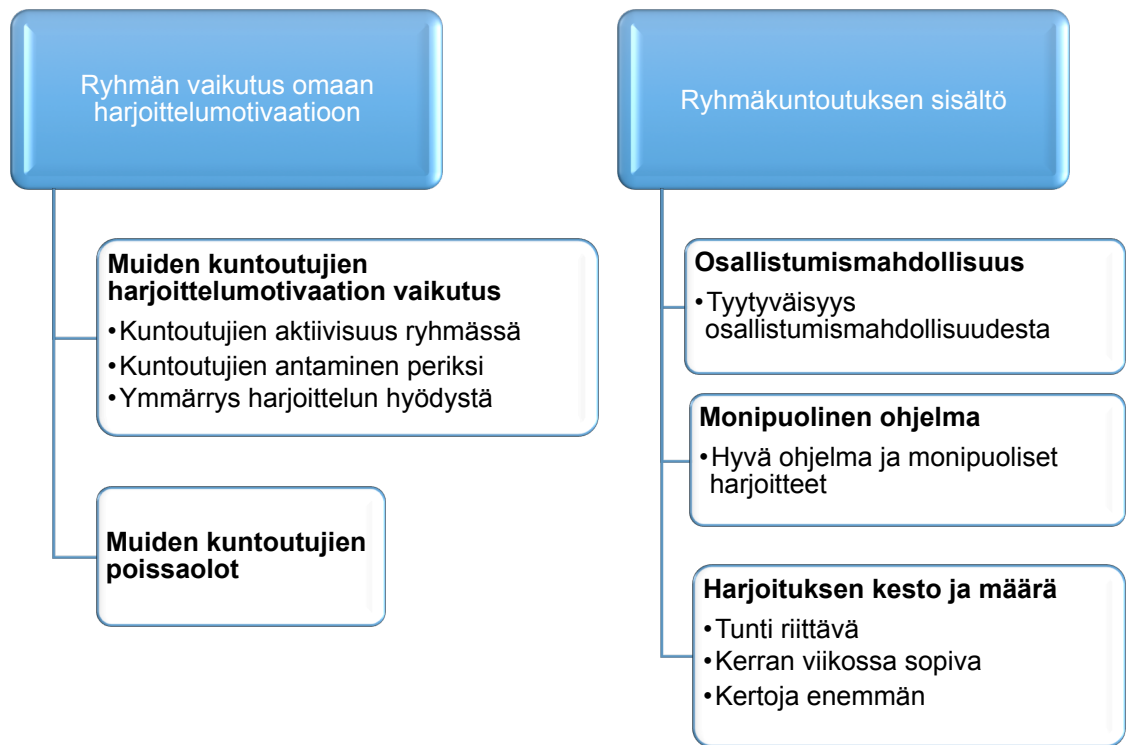 Ryhmän vaikutus omaan
harjoittelumotivaatioon
Muiden kuntoutujien
harjoittelumotivaation vaikutus
•Kuntoutujien aktiivisuus ryhmässä
•Kuntoutujien antaminen periksi
•Ymmärrys harjoittelun hyödystä
Muiden kuntoutujien
poissaolot
Ryhmäkuntoutuksen sisältö
Osallistumismahdollisuus
•Tyytyväisyys
osallistumismahdollisuudesta
Monipuolinen ohjelma
•Hyvä ohjelma ja monipuoliset
harjoitteet
Harjoituksen kesto ja määrä
•Tunti riittävä
•Kerran viikossa sopiva
•Kertoja enemmän